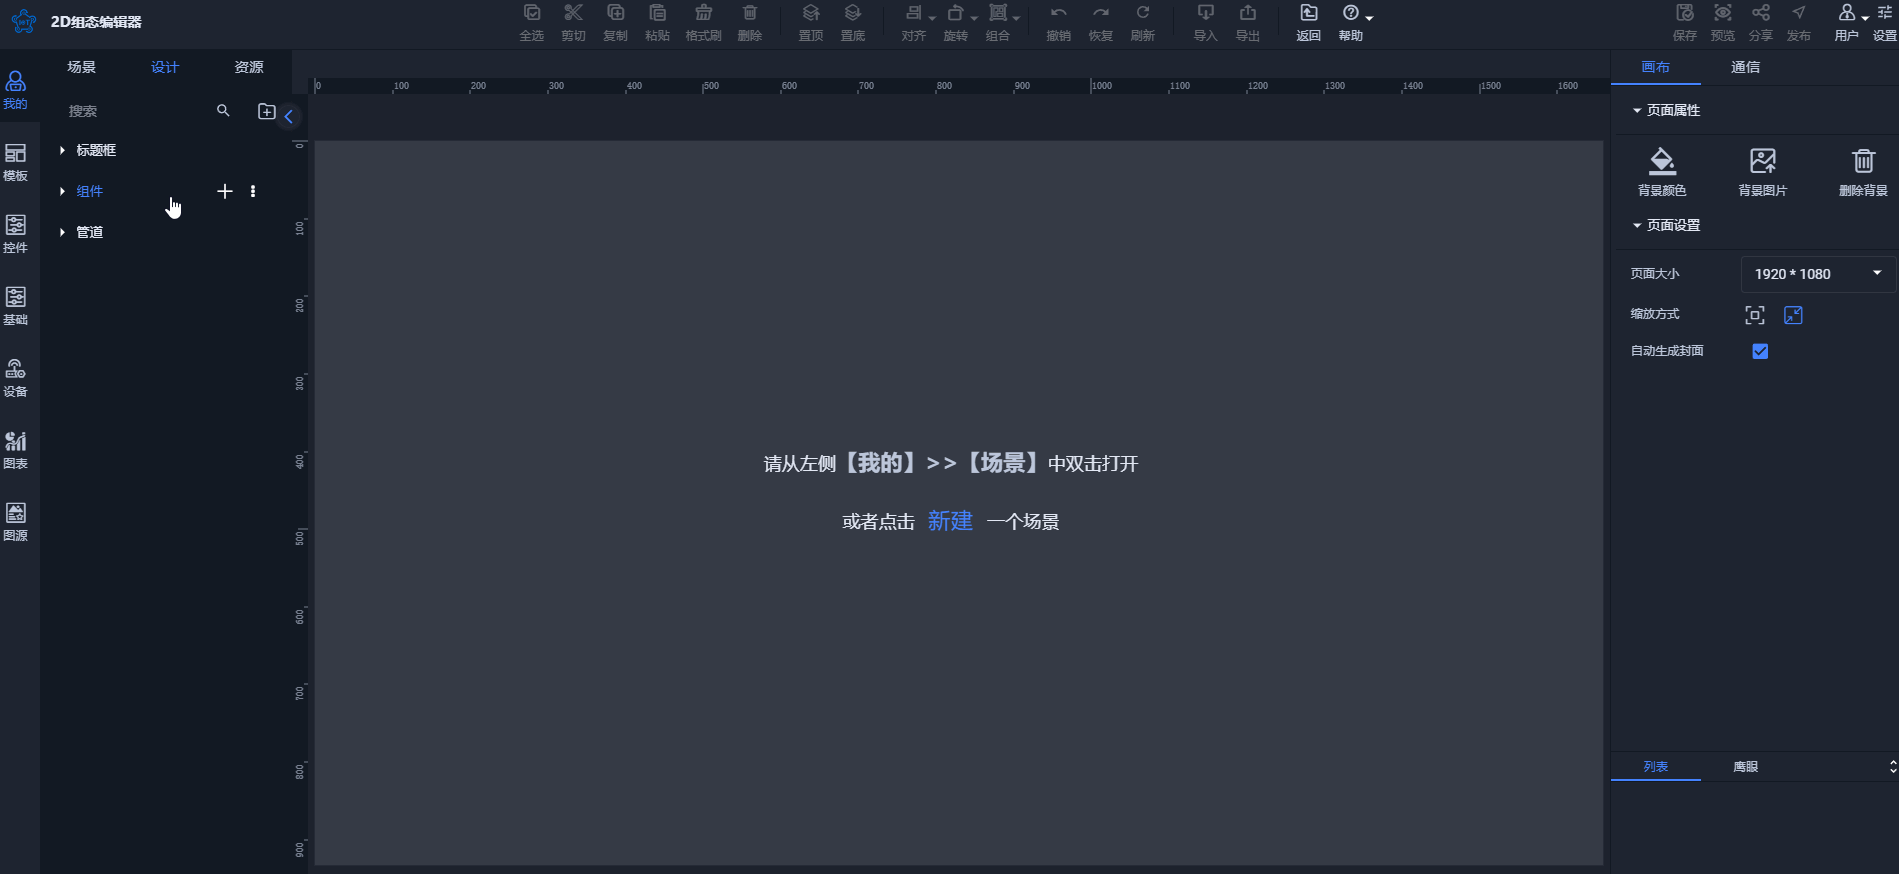 2D组态编辑器
全选 剪切 复制 粘贴 格式刷 删除 置顶 置底 对齐 旋转 组合 撤销 恢复 刷新 导入 导出 返回 帮助 保存 预览 分享 发布 用户 设置
我的
模板
控件
基础
设备
图表
图源
场景 设计 资源
搜索
标题框
组件
管道
0 100 200 300 400 500 600 700 800 900 1000 1100 1200 1300 1400 1500 1600
0
100
200
300
400
500
600
700
800
900
请从左侧【我的】>>【场景】中双击打开
或者点击 新建 一个场景
画布 通信
页面属性
背景颜色 背景图片 删除背景
页面设置
页面大小 1920 * 1080
缩放方式
自动生成封面
列表 鹰眼